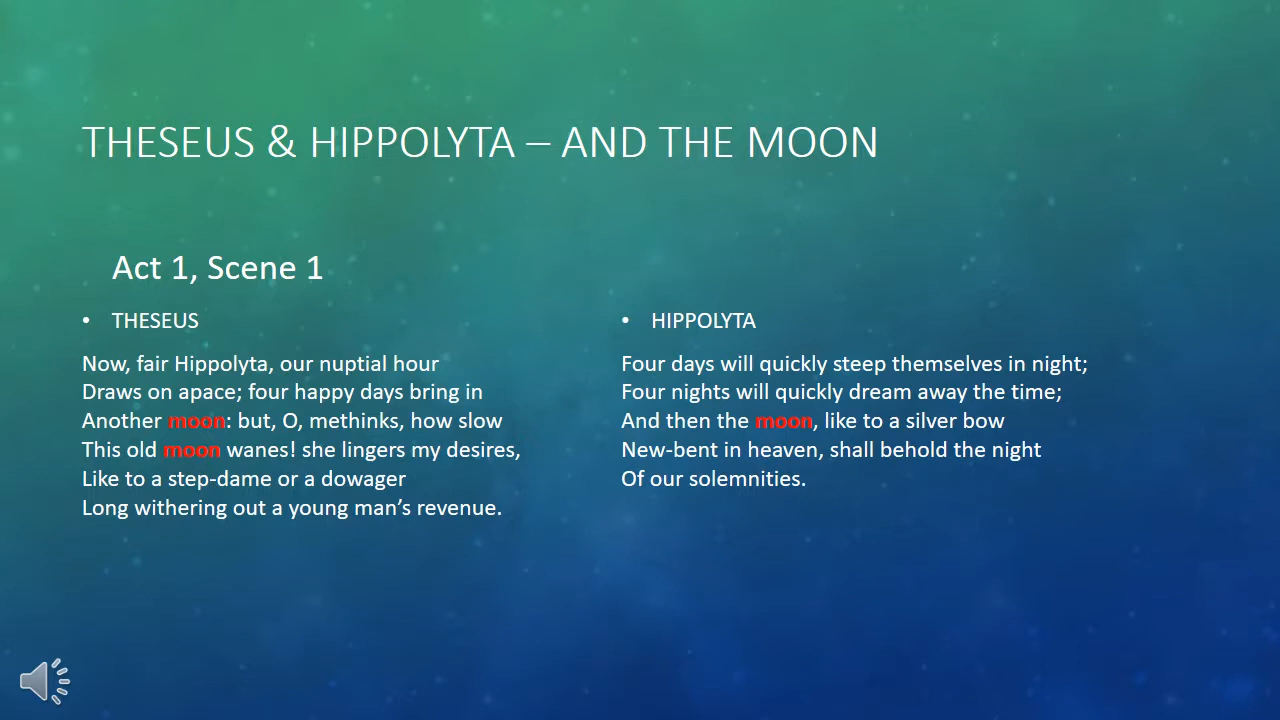 THESEUS & HIPPOLYTA – AND THE MOON
Act 1, Scene 1
• THESEUS
Now, fair Hippolyta, our nuptial hour
Draws on apace; four happy days bring in
Another moon: but, O, methinks, how slow
This old moon wanes! she lingers my desires,
Like to a step-dame or a dowager
Long withering out a young man’s revenue.
• HIPPOLYTA
Four days will quickly steep themselves in night;
Four nights will quickly dream away the time;
And then the moon, like to a silver bow
New-bent in heaven, shall behold the night
Of our solemnities.